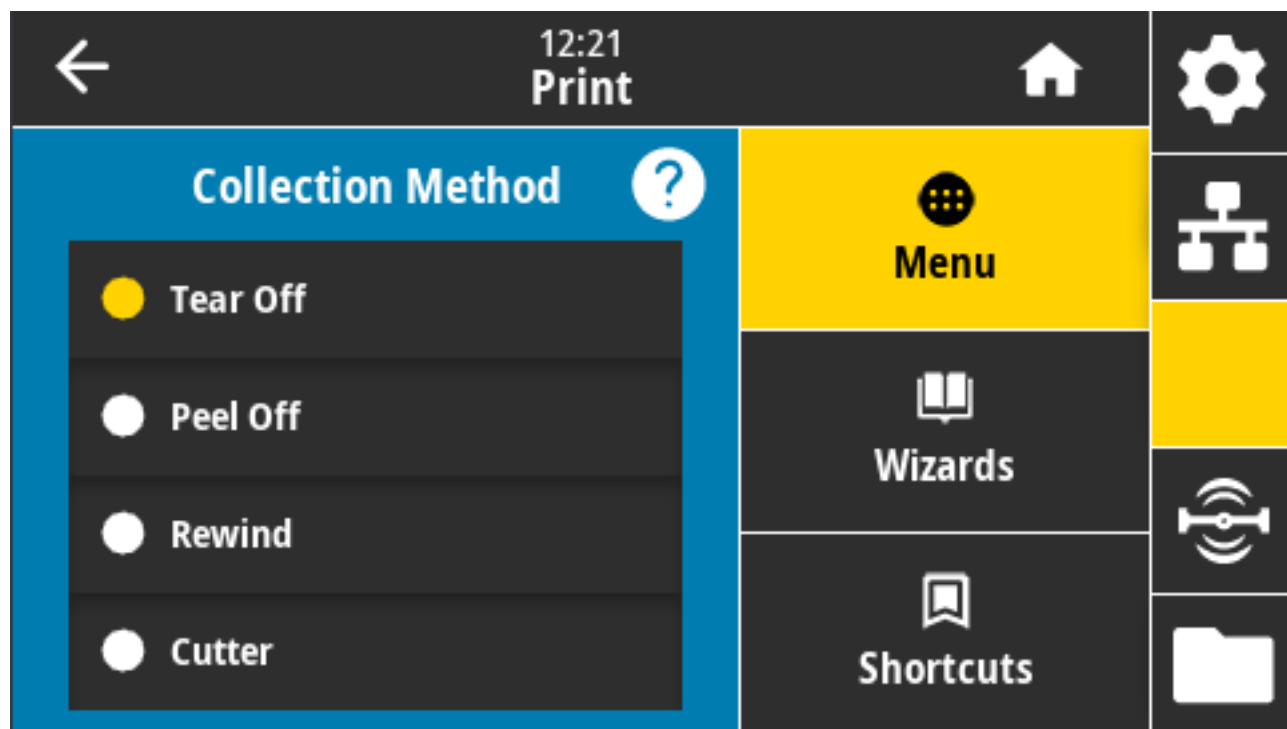 12:21
Print
Collection Method
?
Tear Off
Peel Off
Rewind
Cutter
Menu
Wizards
Shortcuts